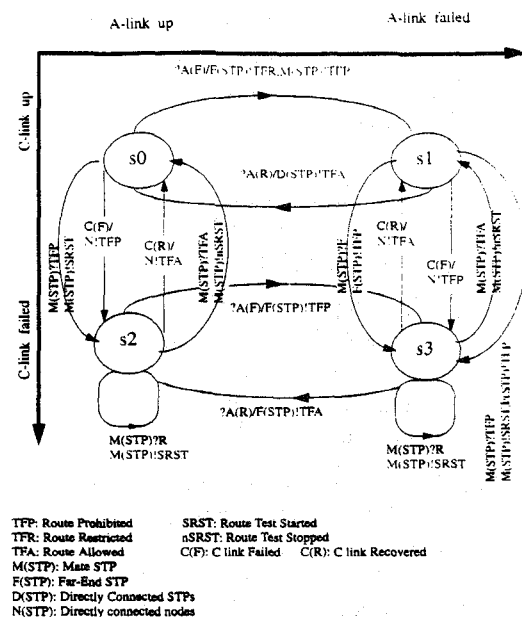 A-link up
A-link failed
C-link up
C-link failed
?A(F)/F(STP)!TFR,M(STP)!TFP
s0
s1
?A(R)/D(STP)!TFA
C(F)/
N!TFP
C(R)/
N!TFA
M(STP)?TFP
M(STP)!SRST
M(STP)?TFA
M(STP)!nSRST
C(R)/
N!TFA
C(F)/
N!TFP
M(STP)?F
F(STP)!TFP
M(STP)?TFA
M(STP)!nSRST
?A(F)/F(STP)!TFP
s2
s3
?A(R)/F(STP)!TFA
M(STP)?R
M(STP)!SRST
M(STP)?R
M(STP)!SRST
M(STP)?TFP
M(STP)!SRST,F(STP)!TFP
TFP: Route Prohibited
SRST: Route Test Started
TFR: Route Restricted
nSRST: Route Test Stopped
TFA: Route Allowed
C(F): C link Failed C(R): C link Recovered
M(STP): Mate STP
F(STP): Far-End STP
D(STP): Directly Connected STPs
N(STP): Directly connected nodes